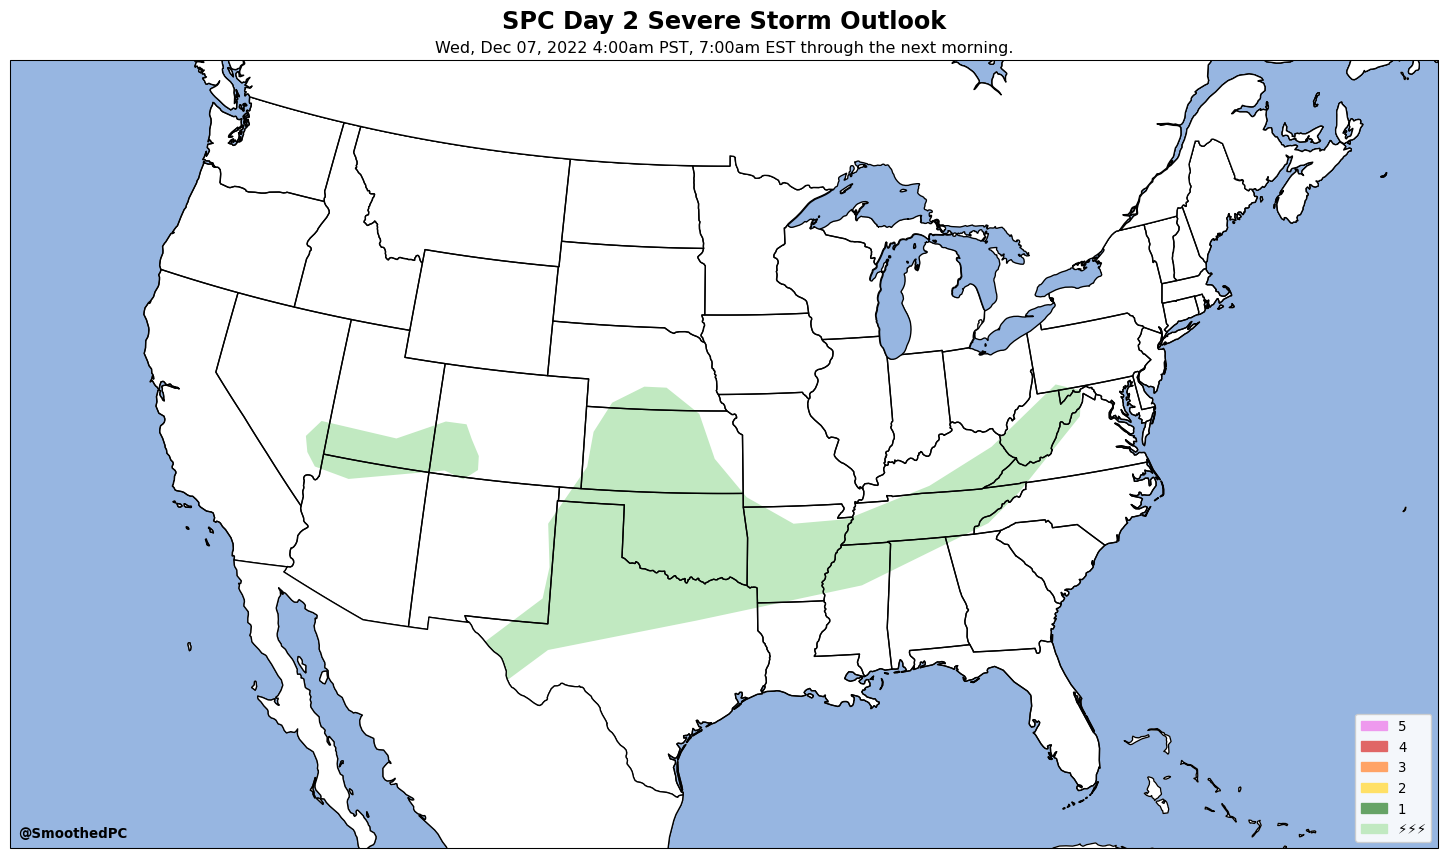 SPC Day 2 Severe Storm Outlook
Wed, Dec 07, 2022 4:00am PST, 7:00am EST through the next morning.
5
4
3
2
1
⚡⚡⚡
@SmoothedPC